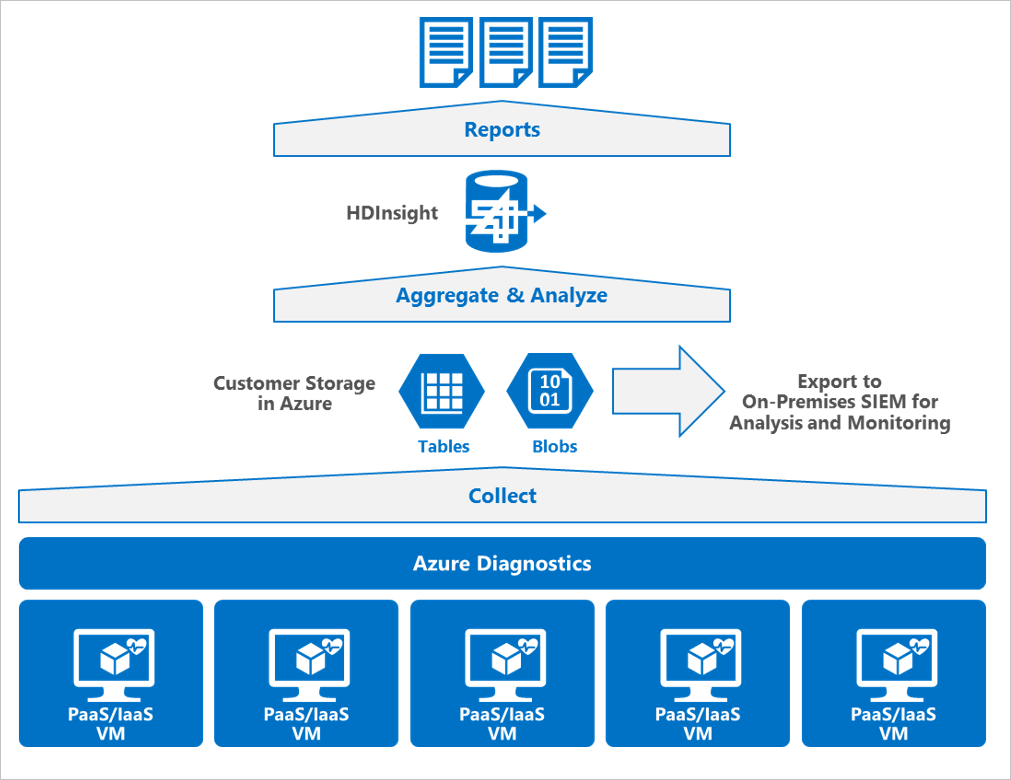 Reports
HDInsight
Aggregate & Analyze
Customer Storage
in Azure
10
01
Tables
Blobs
Export to
On-Premises SIEM for
Analysis and Monitoring
Collect
Azure Diagnostics
PaaS/IaaS
VM
PaaS/IaaS
VM
PaaS/IaaS
VM
PaaS/IaaS
VM
PaaS/IaaS
VM